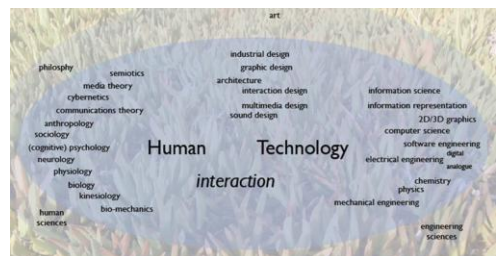 art
industrial design
graphic design
architecture
interaction design
multimedia design
sound design
philosphy
semiotics
media theory
cybernetics
communications theory
anthropology
sociology
(cognitive) psychology
neurology
physiology
biology
kinesiology
bio-mechanics
human
sciences
Human Technology
interaction
information science
information representation
2D/3D graphics
computer science
software engineering
digital
electrical engineering
analogue
chemistry
physics
mechanical engineering
engineering
sciences